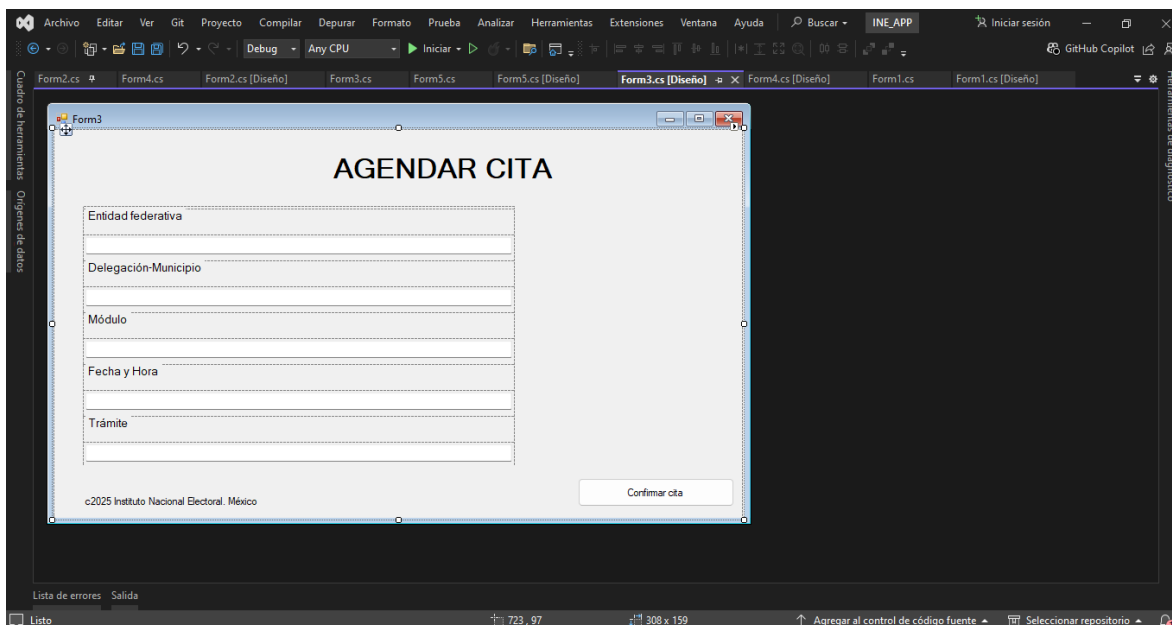 Archivo Editar Ver Git Proyecto Compilar Depurar Formato Prueba Analizar Herramientas Extensiones Ventana Ayuda Buscar INE_APP Iniciar sesión
Debug Any CPU Iniciar GitHub Copilot
Form2.cs Form4.cs Form2.cs [Diseño] Form3.cs Form5.cs Form5.cs [Diseño] Form3.cs [Diseño] Form4.cs [Diseño] Form1.cs Form1.cs [Diseño]
Cuadro de herramientas
Orígenes de datos
Herramientas de diagnóstico
Form3
AGENDAR CITA
Entidad federativa
Delegación-Municipio
Módulo
Fecha y Hora
Trámite
c2025 Instituto Nacional Electoral. México
Confirmar cita
Lista de errores Salida
Listo 723 , 97 308 x 159 Agregar al control de código fuente Seleccionar repositorio